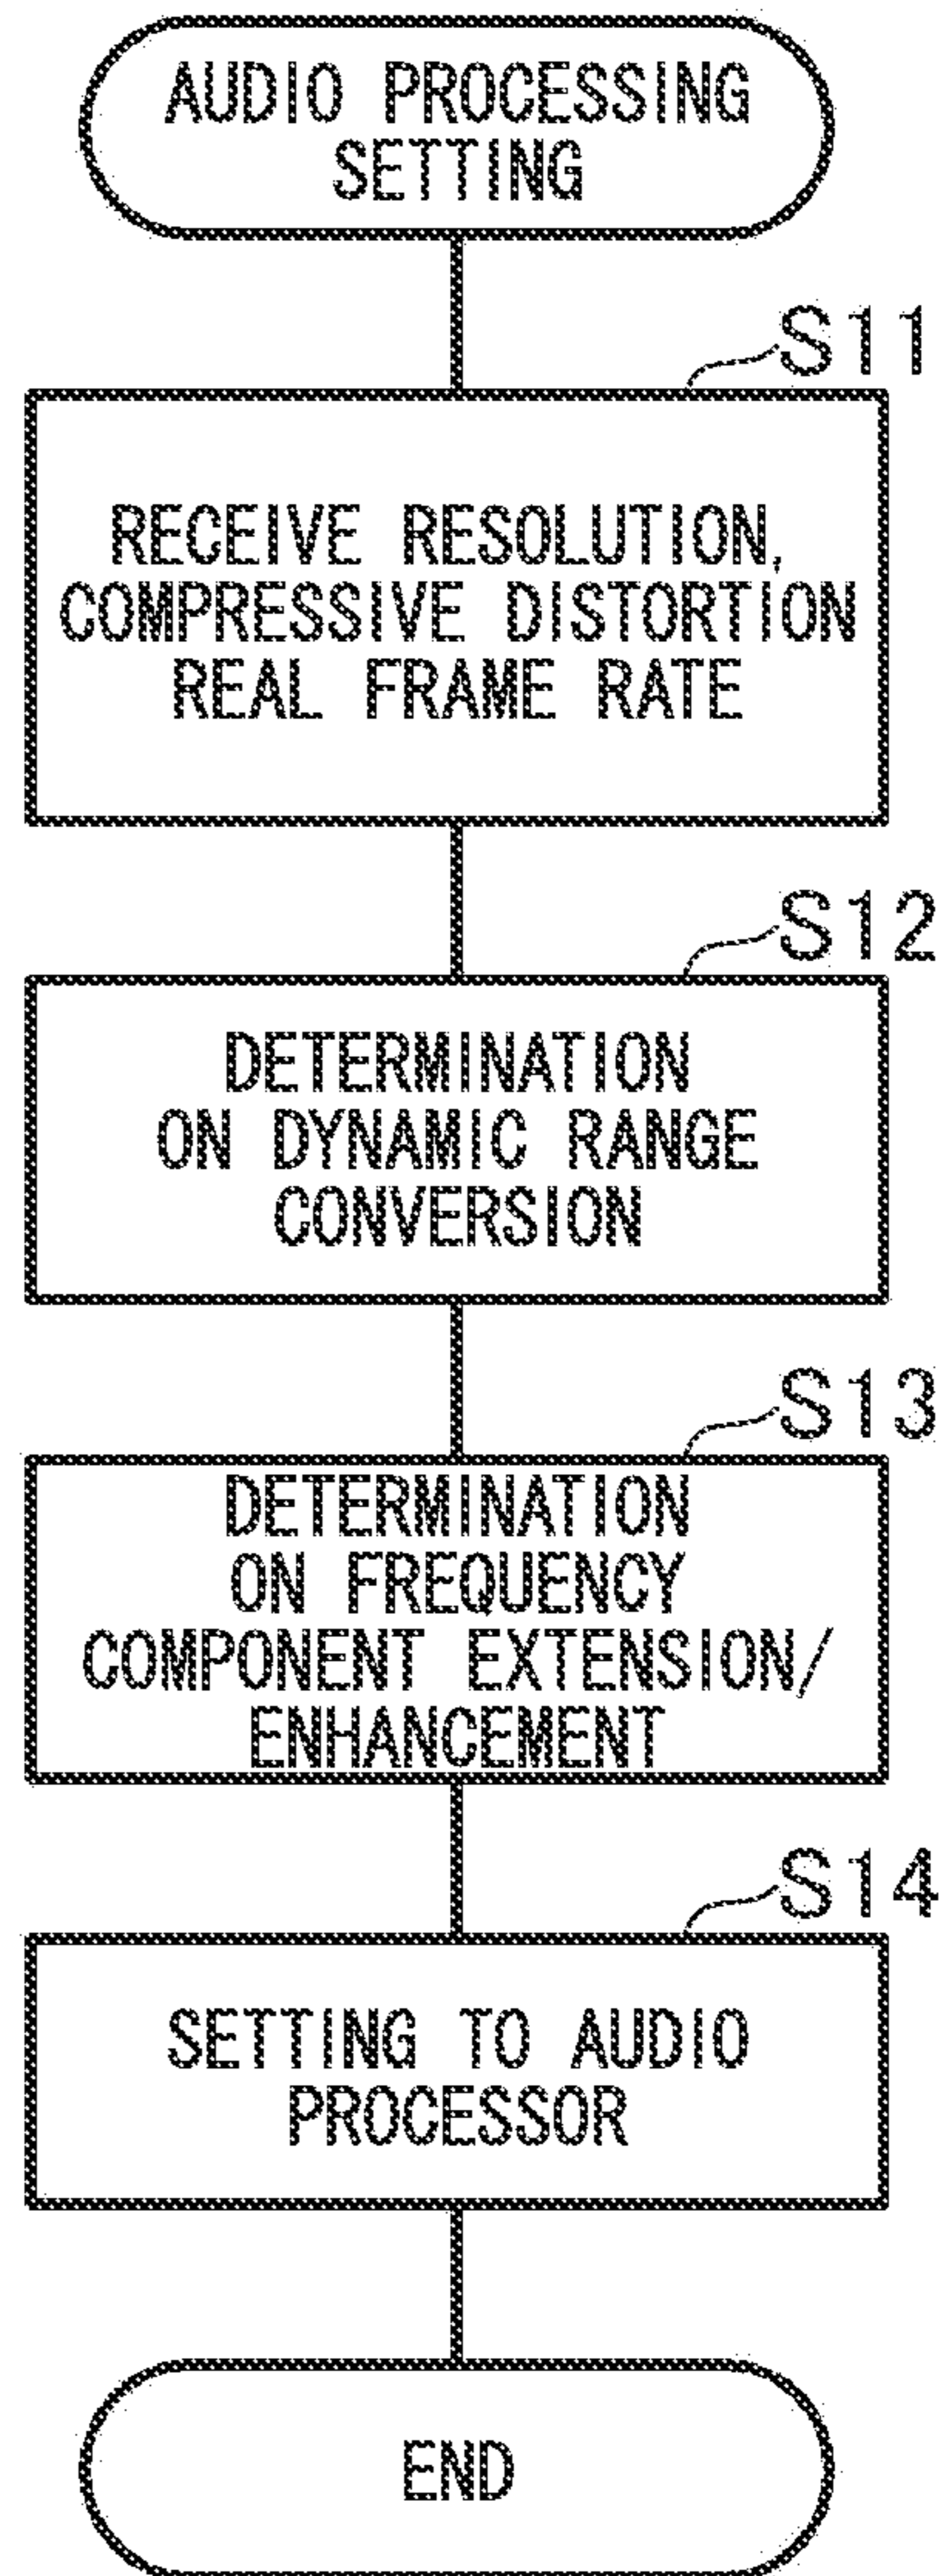 AUDIO PROCESSING
SETTING
S11
RECEIVE RESOLUTION,
COMPRESSIVE DISTORTION
REAL FRAME RATE
S12
DETERMINATION
ON DYNAMIC RANGE
CONVERSION
S13
DETERMINATION
ON FREQUENCY
COMPONENT EXTENSION/
ENHANCEMENT
S14
SETTING TO AUDIO
PROCESSOR
END